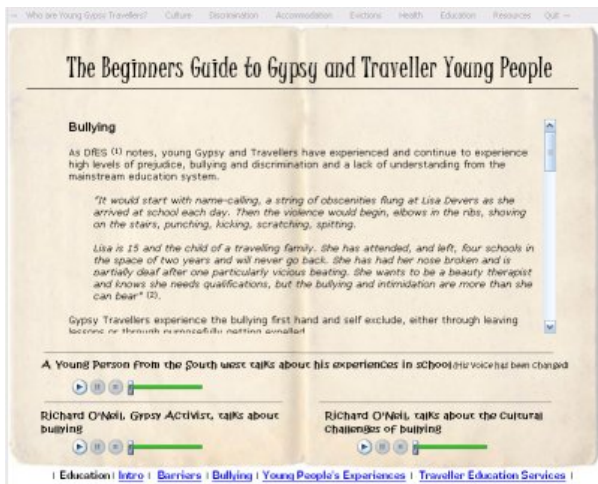 Who are Young Gypsy Travellers? Culture Discrimination Accommodation Evictions Health Education Resources Quit
The Beginners Guide to Gypsy and Traveller Young People
Bullying
As DfES (1) notes, young Gypsy and Travellers have experienced and continue to experience
high levels of prejudice, bullying and discrimination and a lack of understanding from the
mainstream education system.
"It would start with name-calling, a string of obscenities flung at Lisa Devers as she
arrived at school each day. Then the violence would begin, elbows in the ribs, shoving
on the stairs, punching, kicking, scratching, spitting.
Lisa is 15 and the child of a travelling family. She has attended, and left, four schools in
the space of two years and will never go back. She has had her nose broken and is
partially deaf after one particularly vicious beating. She wants to be a beauty therapist
and knows she needs qualifications, but the bullying and intimidation are more than she
can bear" (2).
Gypsy Travellers experience the bullying first hand and self exclude, either through leaving
lessons or through purposefully getting expelled
A Young Person from the South west talks about his experiences in school (His voice has been changed
Richard O'Neil, Gypsy Activist, talks about
bullying
Richard O'Neil, talks about the cultural
challenges of bullying
| Education | Intro | Barriers | Bullying | Young People's Experiences | Traveller Education Services |